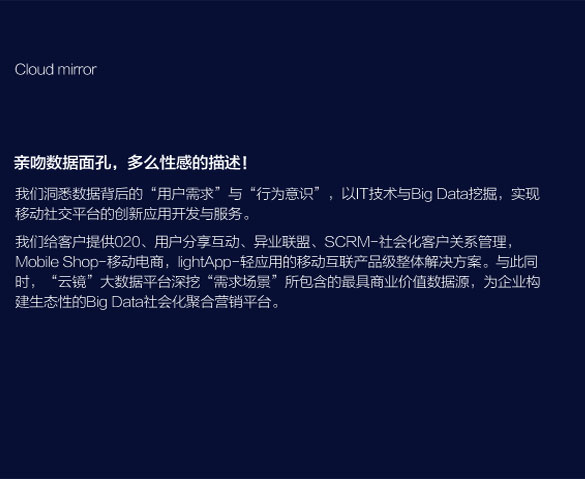 Cloud mirror
亲吻数据面孔，多么性感的描述！
我们洞悉数据背后的“用户需求”与“行为意识”，以IT技术与Big Data挖掘，实现
移动社交平台的创新应用开发与服务。
我们给客户提供020、用户分享互动、异业联盟、SCRM-社会化客户关系管理，
Mobile Shop-移动电商，lightApp-轻应用的移动互联产品级整体解决方案。与此同
时，“云镜”大数据平台深挖“需求场景”所包含的最具商业价值数据源，为企业构
建生态性的Big Data社会化聚合营销平台。